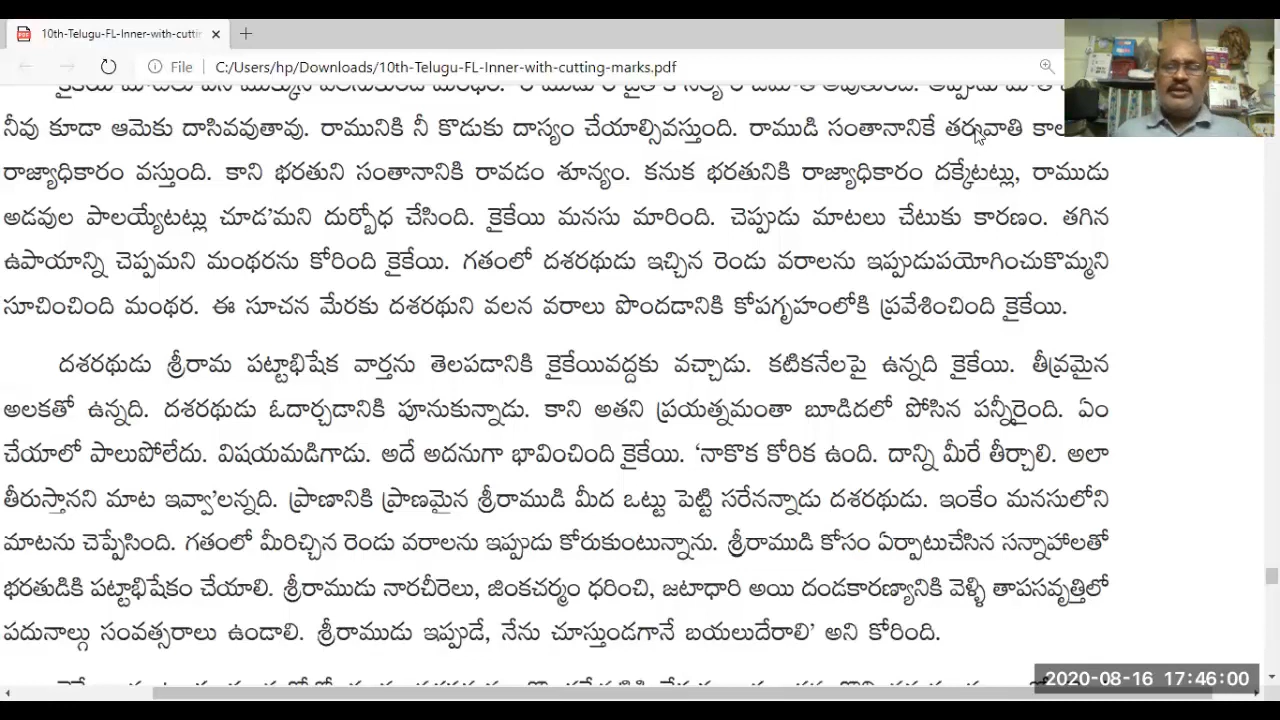 10th-Telugu-FL-Inner-with-cuttin
File C:/Users/hp/Downloads/10th-Telugu-FL-Inner-with-cutting-marks.pdf
నీవు కూడా ఆమెకు దాసివవుతావు. రామునికి నీ కొడుకు దాస్యం చేయాల్సివస్తుంది. రాముడి సంతానానికే తర్వవాతి
రాజ్యాధికారం వస్తుంది. కాని భరతుని సంతానానికి రావడం శూన్యం. కనుక భరతునికి రాజ్యాధికారం దక్కేటట్లు, రాముడు
అడవుల పాలయ్యేటట్లు చూడ'మని దుర్బోధ చేసింది. కైకేయి మనసు మారింది. చెప్పుడు మాటలు చేటుకు కారణం. తగిన
ఉపాయాన్ని చెప్పమని మంథరను కోరింది కైకేయి. గతంలో దశరథుడు ఇచ్చిన రెండు వరాలను ఇప్పుడుపయోగించుకొమ్మని
సూచించింది మంథర. ఈ సూచన మేరకు దశరథుని వలన వరాలు పొందడానికి కోపగృహంలోకి ప్రవేశించింది కైకేయి.
దశరథుడు శ్రీరామ పట్టాభిషేక వార్తను తెలపడానికి కైకేయివద్దకు వచ్చాడు. కటికనేలపై ఉన్నది కైకేయి. తీవ్రమైన
అలకతో ఉన్నది. దశరథుడు ఓదార్చడానికి పూనుకున్నాడు. కాని అతని ప్రయత్నమంతా బూడిదలో పోసిన పన్నీరైంది. ఏం
చేయాలో పాలుపోలేదు. విషయమడిగాడు. అదే అదనుగా భావించింది కైకేయి. 'నాకొక కోరిక ఉంది. దాన్ని మీరే తీర్చాలి. అలా
తీరుస్తానని మాట ఇవ్వా'లన్నది. ప్రాణానికి ప్రాణమైన శ్రీరాముడి మీద ఒట్టు పెట్టి సరేనన్నాడు దశరథుడు. ఇంకేం మనసులోని
మాటను చెప్పేసింది. గతంలో మీరిచ్చిన రెండు వరాలను ఇప్పుడు కోరుకుంటున్నాను. శ్రీరాముడి కోసం ఏర్పాటుచేసిన సన్నాహాలతో
భరతుడికి పట్టాభిషేకం చేయాలి. శ్రీరాముడు నారచీరెలు, జింకచర్మం ధరించి, జటాధారి అయి దండకారణ్యానికి వెళ్ళి తాపసవృత్తిలో
పదునాల్గు సంవత్సరాలు ఉండాలి. శ్రీరాముడు ఇప్పుడే, నేను చూస్తుండగానే బయలుదేరాలి' అని కోరింది.
2020-08-16 17:46:00